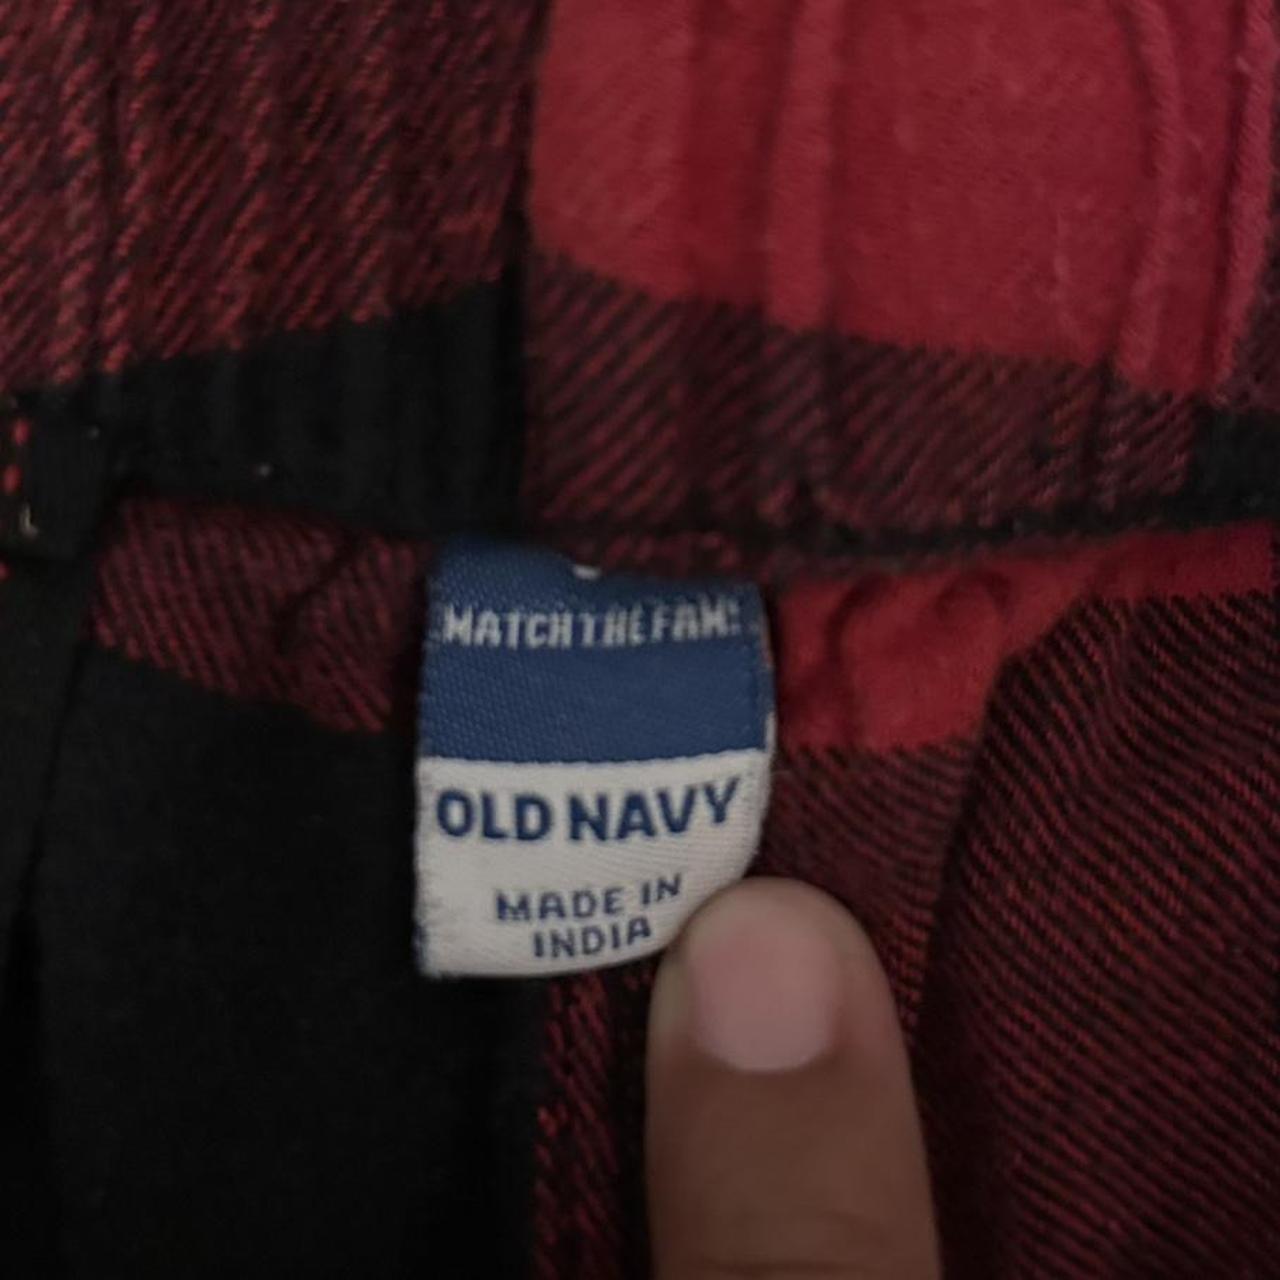 MATCH THE FAM!
OLD NAVY
MADE IN
INDIA